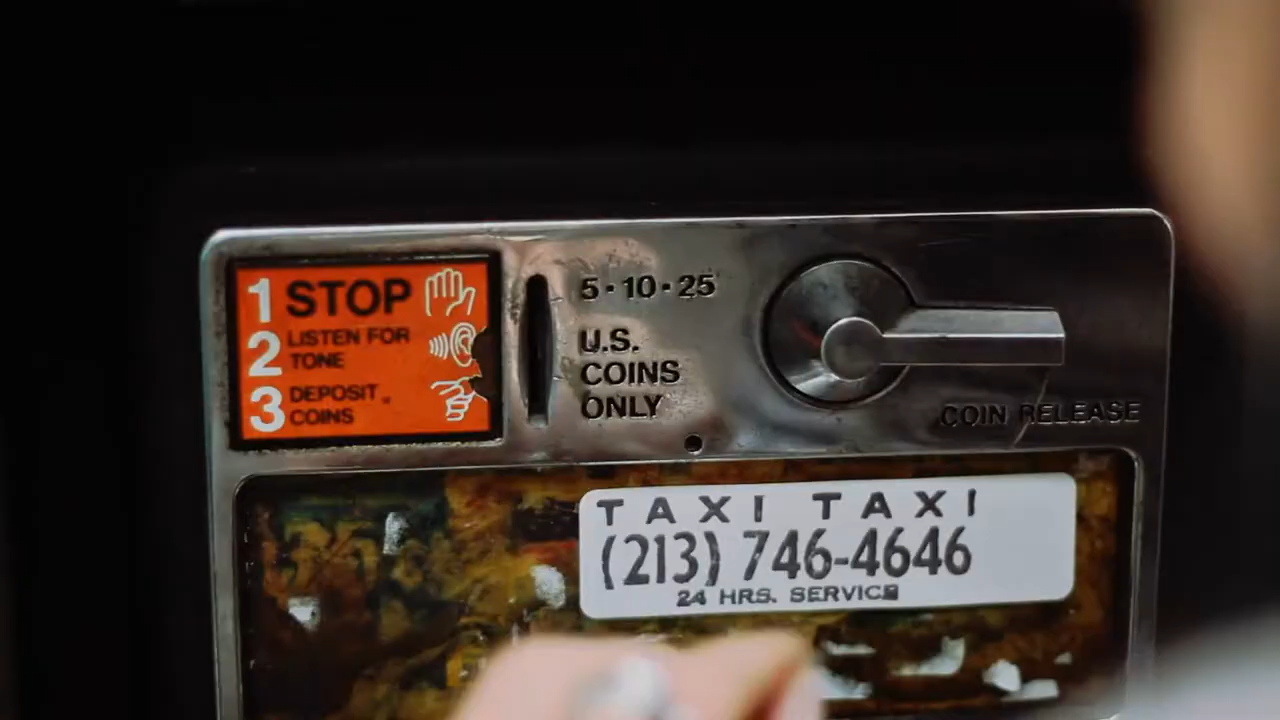 1 STOP
2 LISTEN FOR
TONE
3 DEPOSIT
COINS
5·10·25
U.S.
COINS
ONLY
COIN RELEASE
TAXI TAXI
(213) 746-4646
24 HRS. SERVICE